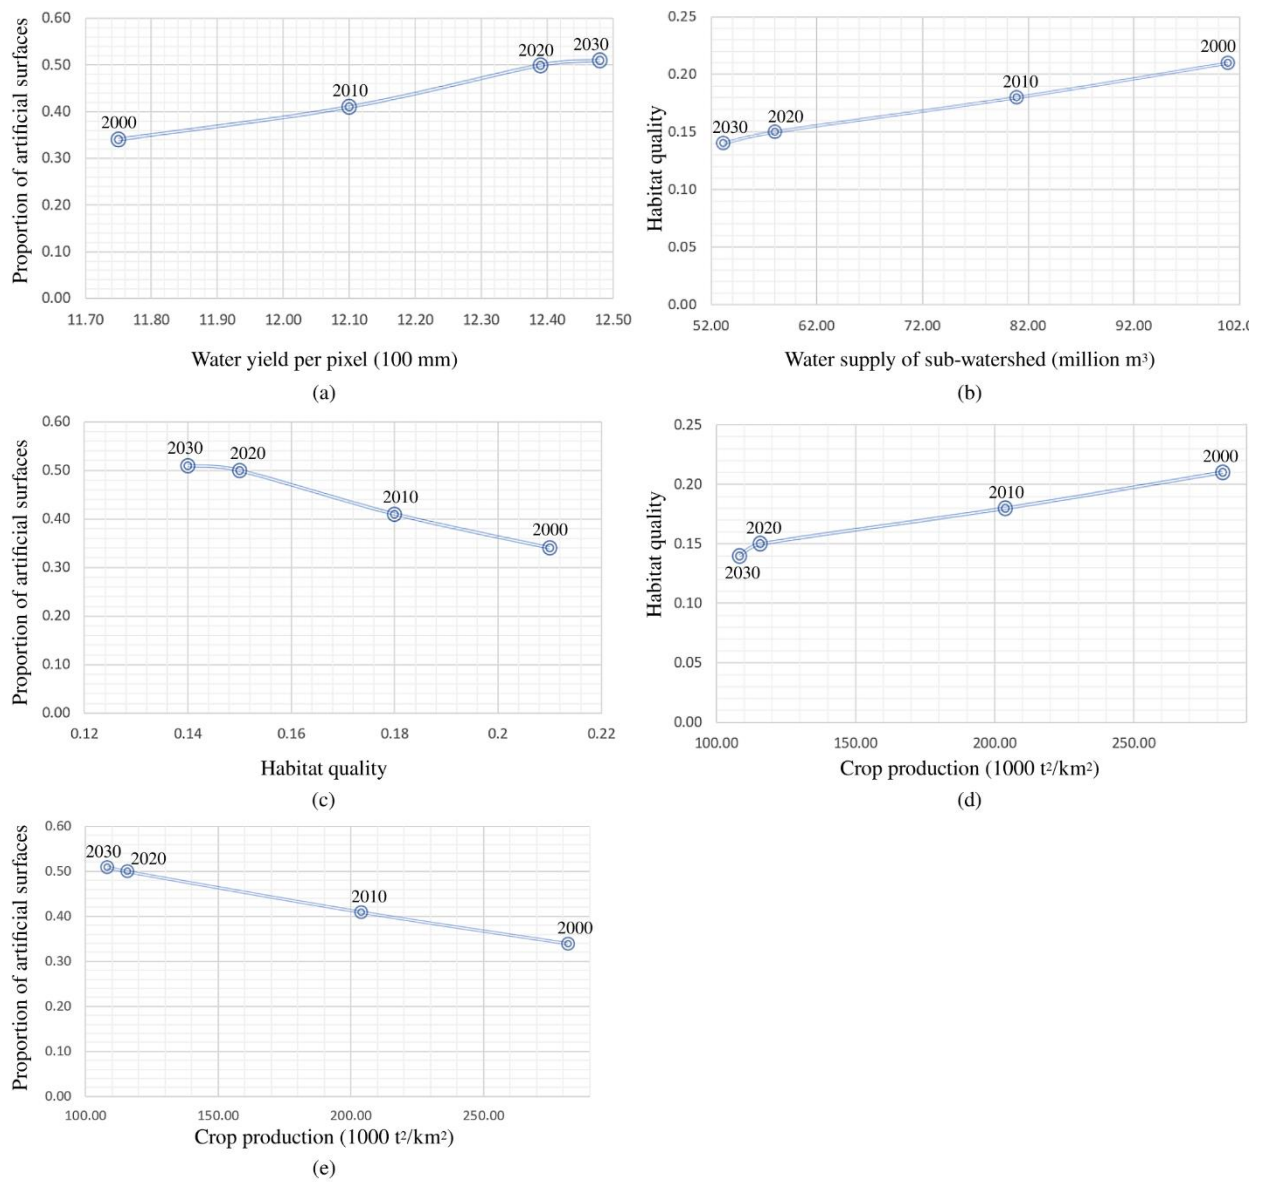 0.60
0.50
0.40
0.30
0.20
0.10
0.00
Proportion of artificial surfaces
2000
2010
2020
2030
11.70 11.80 11.90 12.00 12.10 12.20 12.30 12.40 12.50
Water yield per pixel (100 mm)
(a)
0.25
0.20
0.15
0.10
0.05
0.00
Habitat quality
2030
2020
2010
2000
52.00 62.00 72.00 82.00 92.00 102.0
Water supply of sub-watershed (million m³)
(b)
0.60
0.50
0.40
0.30
0.20
0.10
0.00
Proportion of artificial surfaces
2030
2020
2010
2000
0.12 0.14 0.16 0.18 0.2 0.22
Habitat quality
(c)
0.25
0.20
0.15
0.10
0.05
0.00
Habitat quality
2030
2020
2010
2000
100.00 150.00 200.00 250.00
Crop production (1000 t²/km²)
(d)
0.60
0.50
0.40
0.30
0.20
0.10
0.00
Proportion of artificial surfaces
2030
2020
2010
2000
100.00 150.00 200.00 250.00
Crop production (1000 t²/km²)
(e)